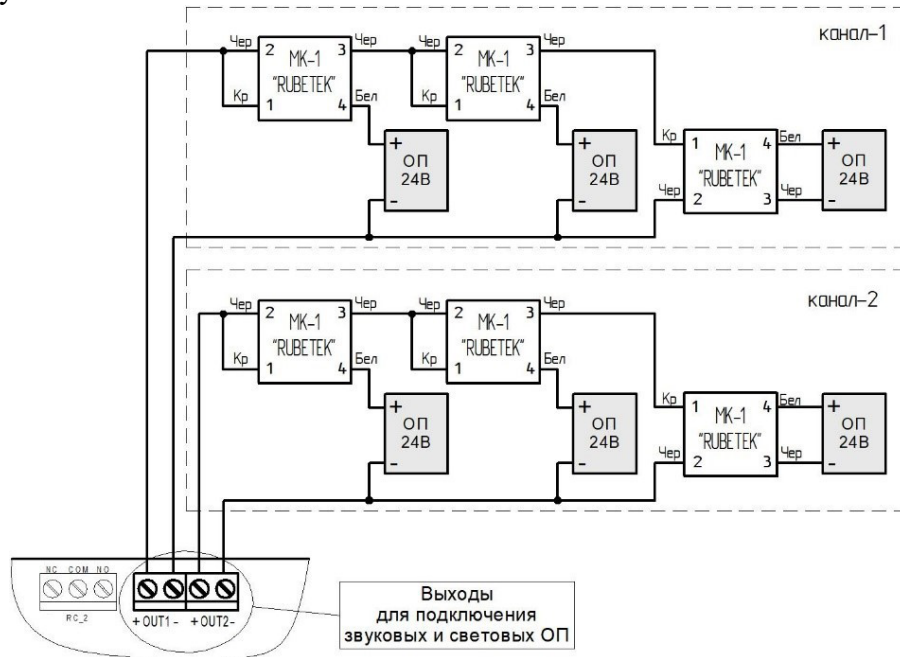 у
канал-1
Чер 2 МК-1 3 Чер
"RUBETEK"
Кр 1 4 Бел
Чер 2 МК-1 3 Чер
"RUBETEK"
Кр 1 4 Бел
+
ОП
24В
-
+
ОП
24В
-
Кр 1 МК-1 4 Бел
"RUBETEK"
Чер 2 3 Чер
+
ОП
24В
-
канал-2
Чер 2 МК-1 3 Чер
"RUBETEK"
Кр 1 4 Бел
Чер 2 МК-1 3 Чер
"RUBETEK"
Кр 1 4 Бел
+
ОП
24В
-
+
ОП
24В
-
Кр 1 МК-1 4 Бел
"RUBETEK"
Чер 2 3 Чер
+
ОП
24В
-
NC COM NO
RC_2
+ OUT1 - + OUT2-
Выходы
для подключения
звуковых и световых ОП